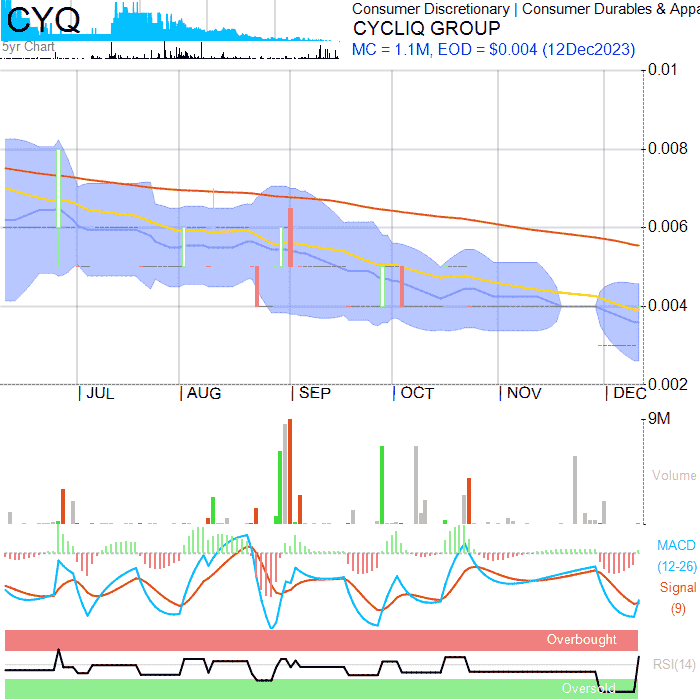 CYQ
5yr Chart
Consumer Discretionary | Consumer Durables & Appa
CYCLIQ GROUP
MC = 1.1M, EOD = $0.004 (12Dec2023)
0.01
0.008
0.006
0.004
0.002
| JUL | AUG | SEP | OCT | NOV | DEC
9M
Volume
MACD
(12-26)
Signal
(9)
Overbought
RSI(14)
Oversold